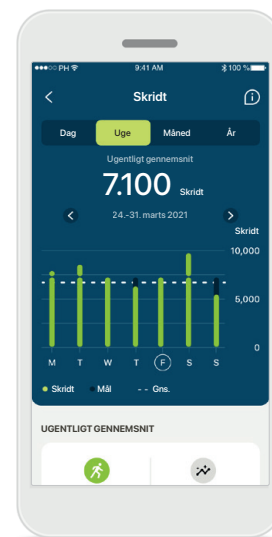 PH 9:41 AM 100 %
Skridt
Dag Uge Måned År
Ugentligt gennemsnit
7.100 Skridt
24.-31. marts 2021
Skridt
10,000
5,000
0
M T W T F S S
Skridt Mål - - Gns.
UGENTLIGT GENNEMSNIT